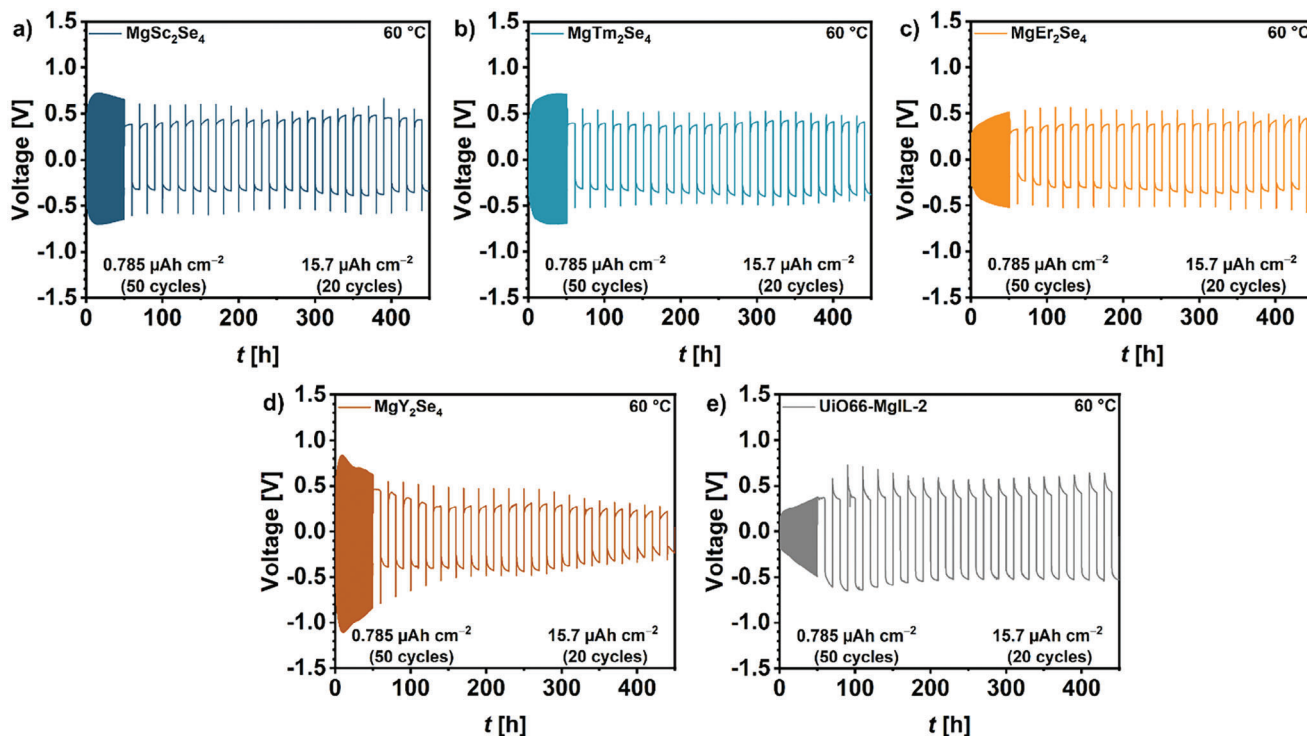 a)
MgSc₂Se₄
60 °C
1.5
1.0
0.5
0.0
-0.5
-1.0
-1.5
Voltage [V]
0.785 µAh cm⁻²
(50 cycles)
15.7 µAh cm⁻²
(20 cycles)
0 100 200 300 400
t [h]
b)
MgTm₂Se₄
60 °C
1.5
1.0
0.5
0.0
-0.5
-1.0
-1.5
Voltage [V]
0.785 µAh cm⁻²
(50 cycles)
15.7 µAh cm⁻²
(20 cycles)
0 100 200 300 400
t [h]
c)
MgEr₂Se₄
60 °C
1.5
1.0
0.5
0.0
-0.5
-1.0
-1.5
Voltage [V]
0.785 µAh cm⁻²
(50 cycles)
15.7 µAh cm⁻²
(20 cycles)
0 100 200 300 400
t [h]
d)
MgY₂Se₄
60 °C
1.5
1.0
0.5
0.0
-0.5
-1.0
-1.5
Voltage [V]
0.785 µAh cm⁻²
(50 cycles)
15.7 µAh cm⁻²
(20 cycles)
0 100 200 300 400
t [h]
e)
UiO66-MgIL-2
60 °C
1.5
1.0
0.5
0.0
-0.5
-1.0
-1.5
Voltage [V]
0.785 µAh cm⁻²
(50 cycles)
15.7 µAh cm⁻²
(20 cycles)
0 100 200 300 400
t [h]